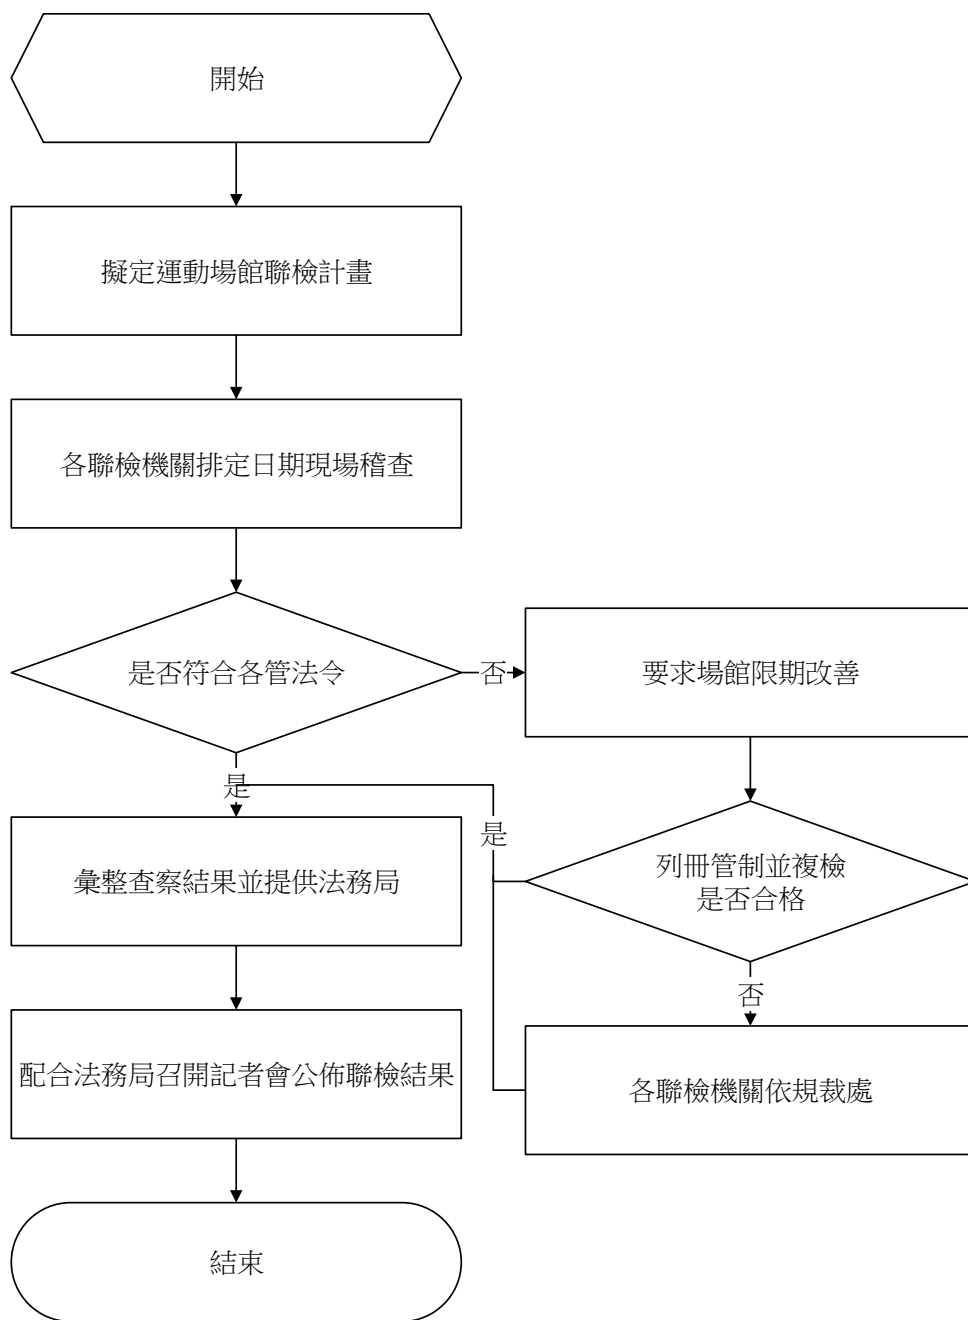 開始
擬定運動場館聯檢計畫
各聯檢機關排定日期現場稽查
是否符合各管法令
否
要求場館限期改善
是
是
列冊管制並複檢
是否合格
彙整查察結果並提供法務局
否
配合法務局召開記者會公佈聯檢結果
各聯檢機關依規裁處
結束